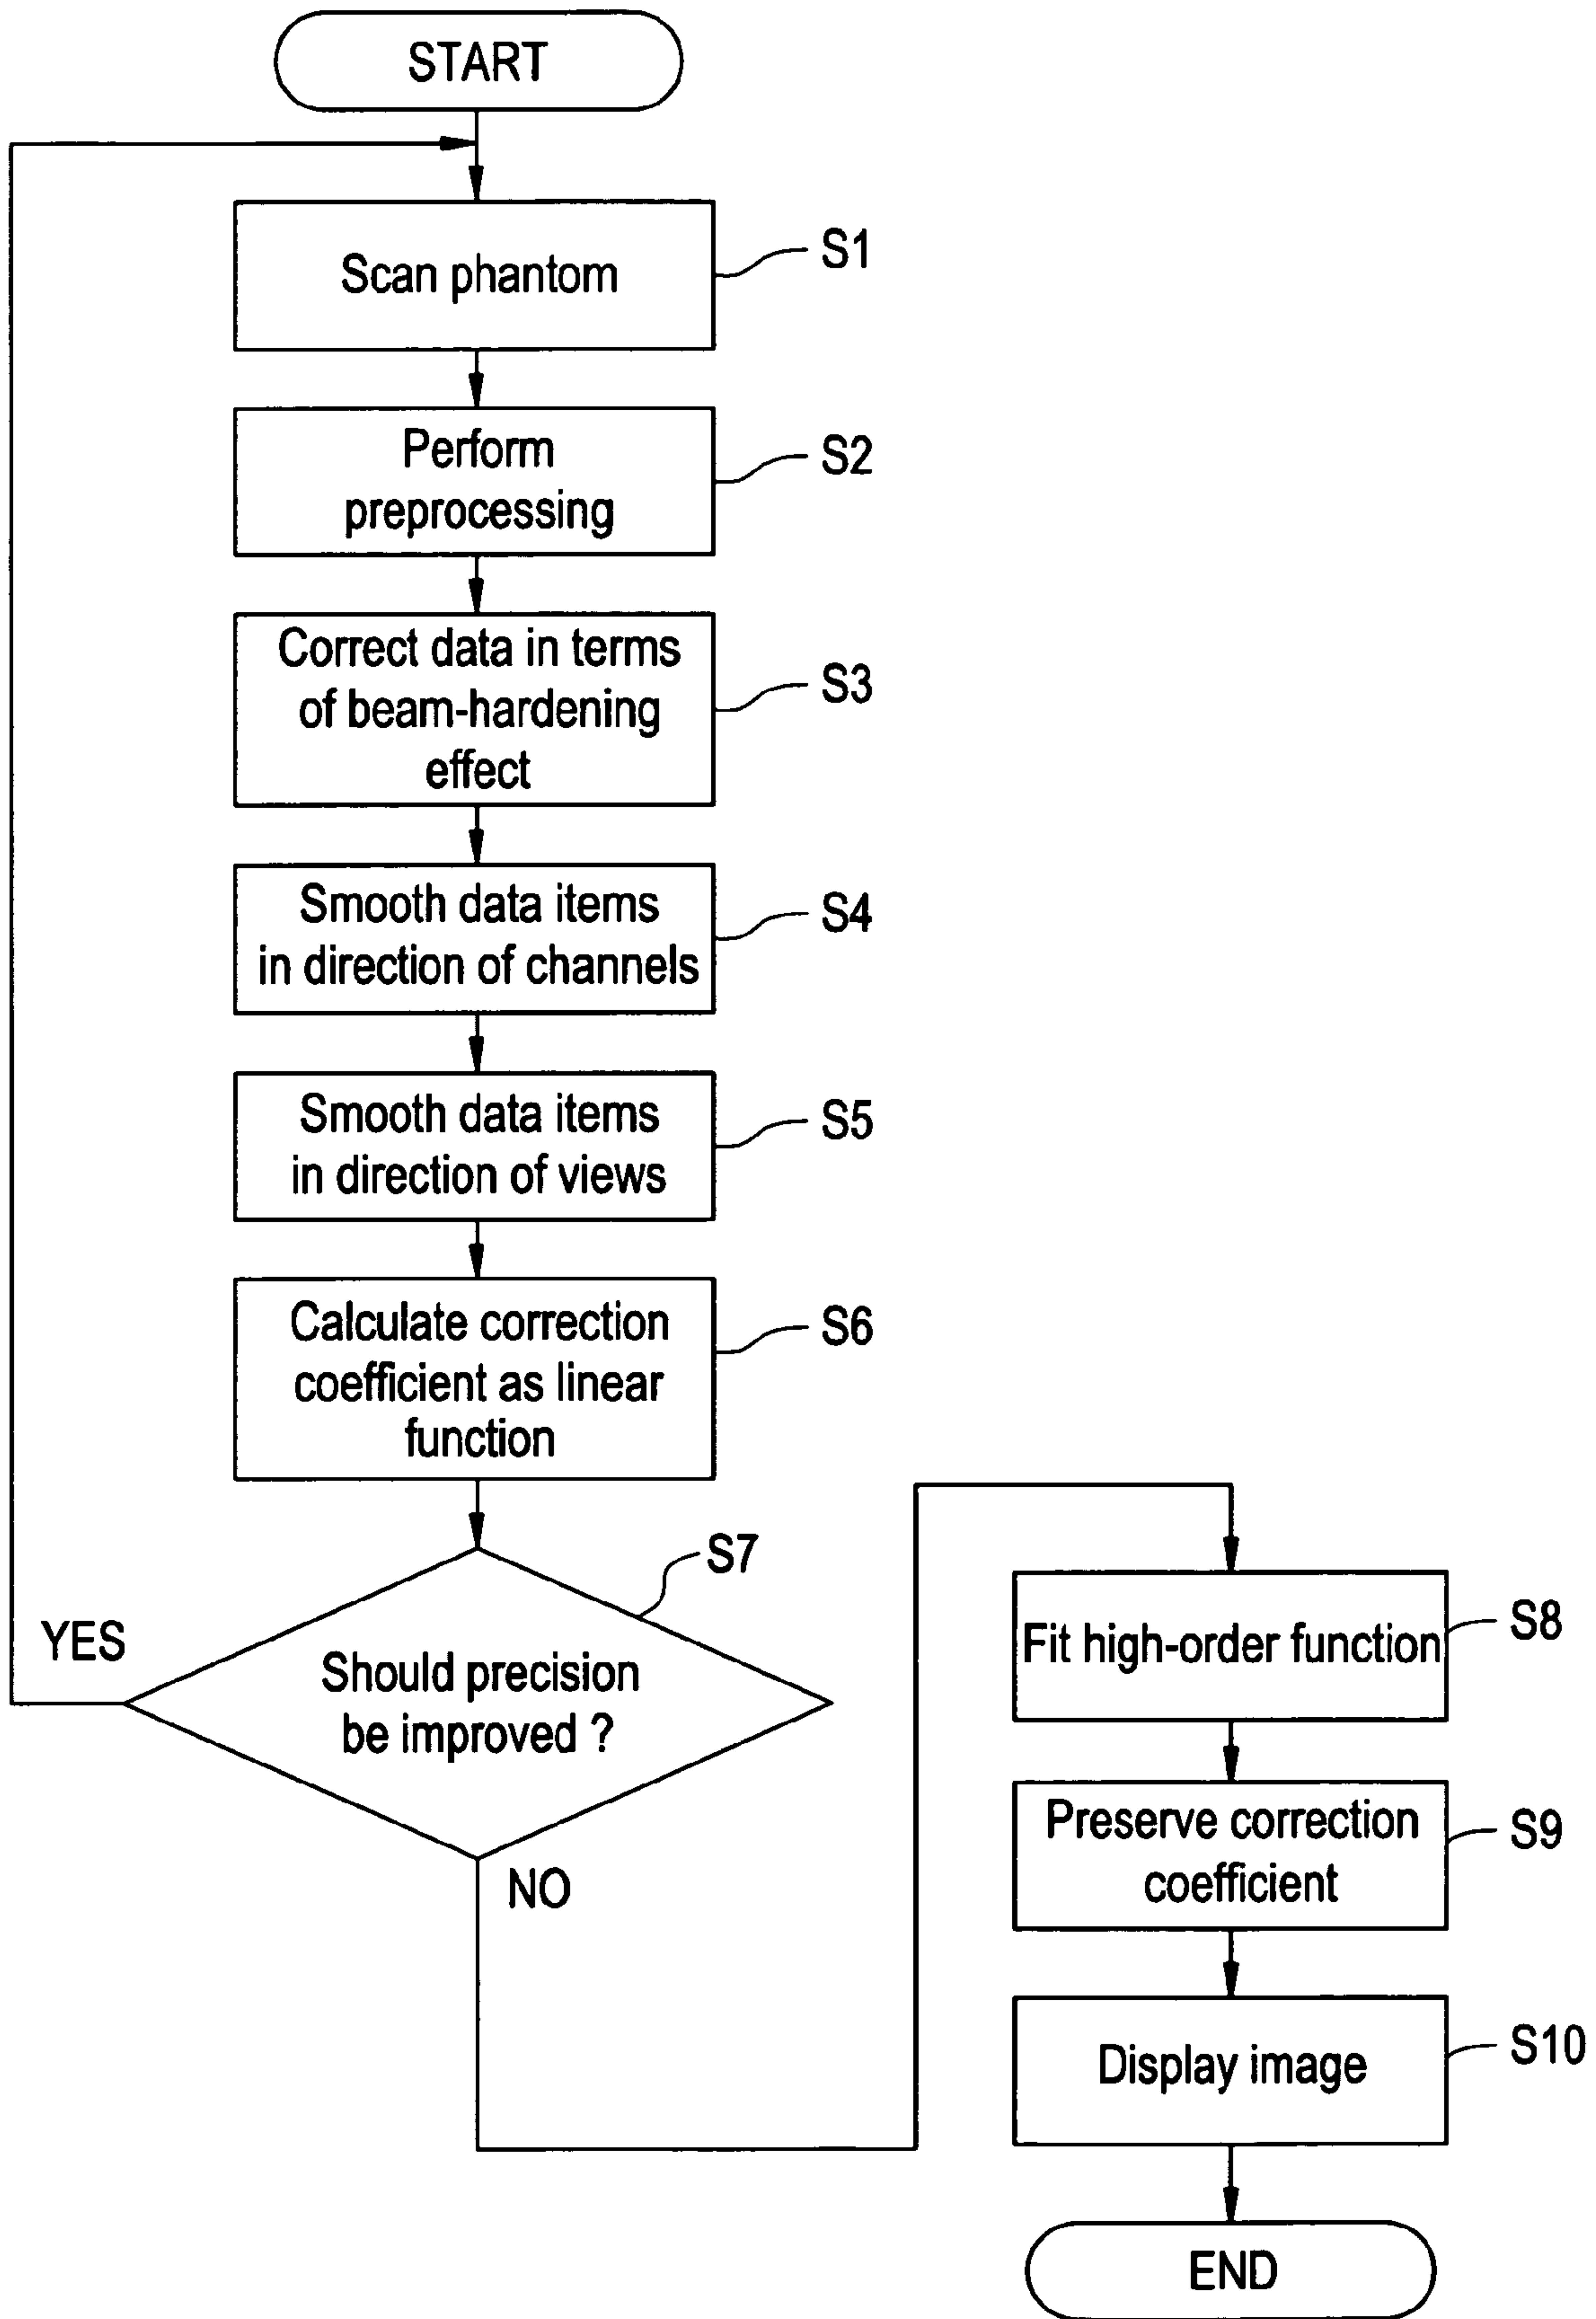 START
Scan phantom
S1
Perform
preprocessing
S2
Correct data in terms
of beam-hardening
effect
S3
Smooth data items
in direction of channels
S4
Smooth data items
in direction of views
S5
Calculate correction
coefficient as linear
function
S6
S7
YES
Should precision
be improved ?
NO
Fit high-order function
S8
Preserve correction
coefficient
S9
Display image
S10
END